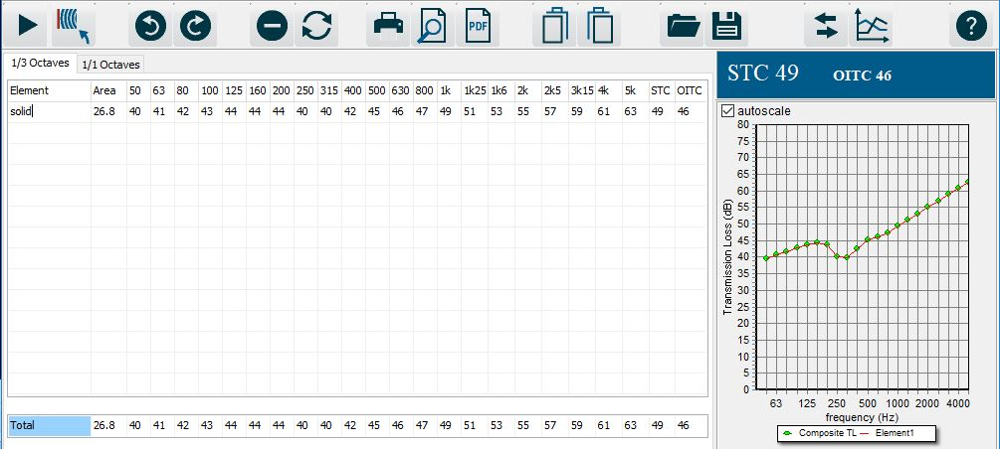 PDF
?
1/3 Octaves 1/1 Octaves
STC 49 OITC 46
Element Area 50 63 80 100 125 160 200 250 315 400 500 630 800 1k 1k25 1k6 2k 2k5 3k15 4k 5k STC OITC
solid 26.8 40 41 42 43 44 44 44 40 40 42 45 46 47 49 51 53 55 57 59 61 63 49 46
Total 26.8 40 41 42 43 44 44 44 40 40 42 45 46 47 49 51 53 55 57 59 61 63 49 46
autoscale
Transmission Loss (dB)
80
75
70
65
60
55
50
45
40
35
30
25
20
15
10
5
0
63 125 250 500 1000 2000 4000
frequency (Hz)
Composite TL Element1